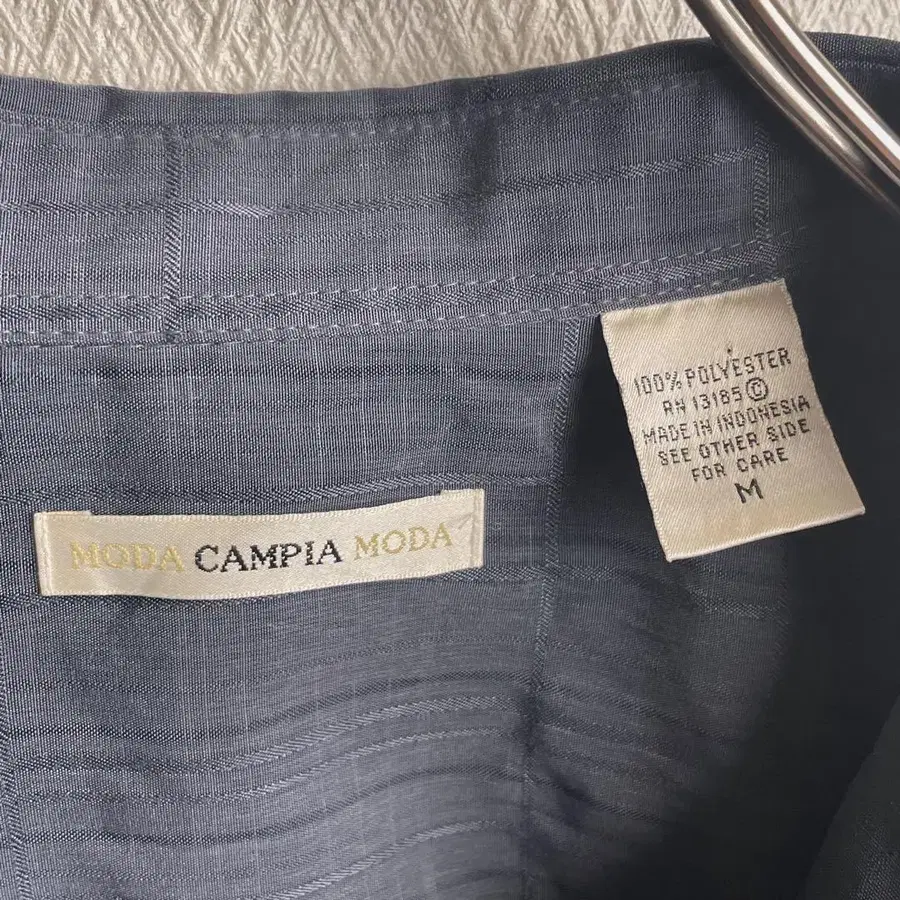 MODA CAMPIA MODA
100% POLYESTER
RN 13185 ©
MADE IN INDONESIA
SEE OTHER SIDE
FOR CARE
M